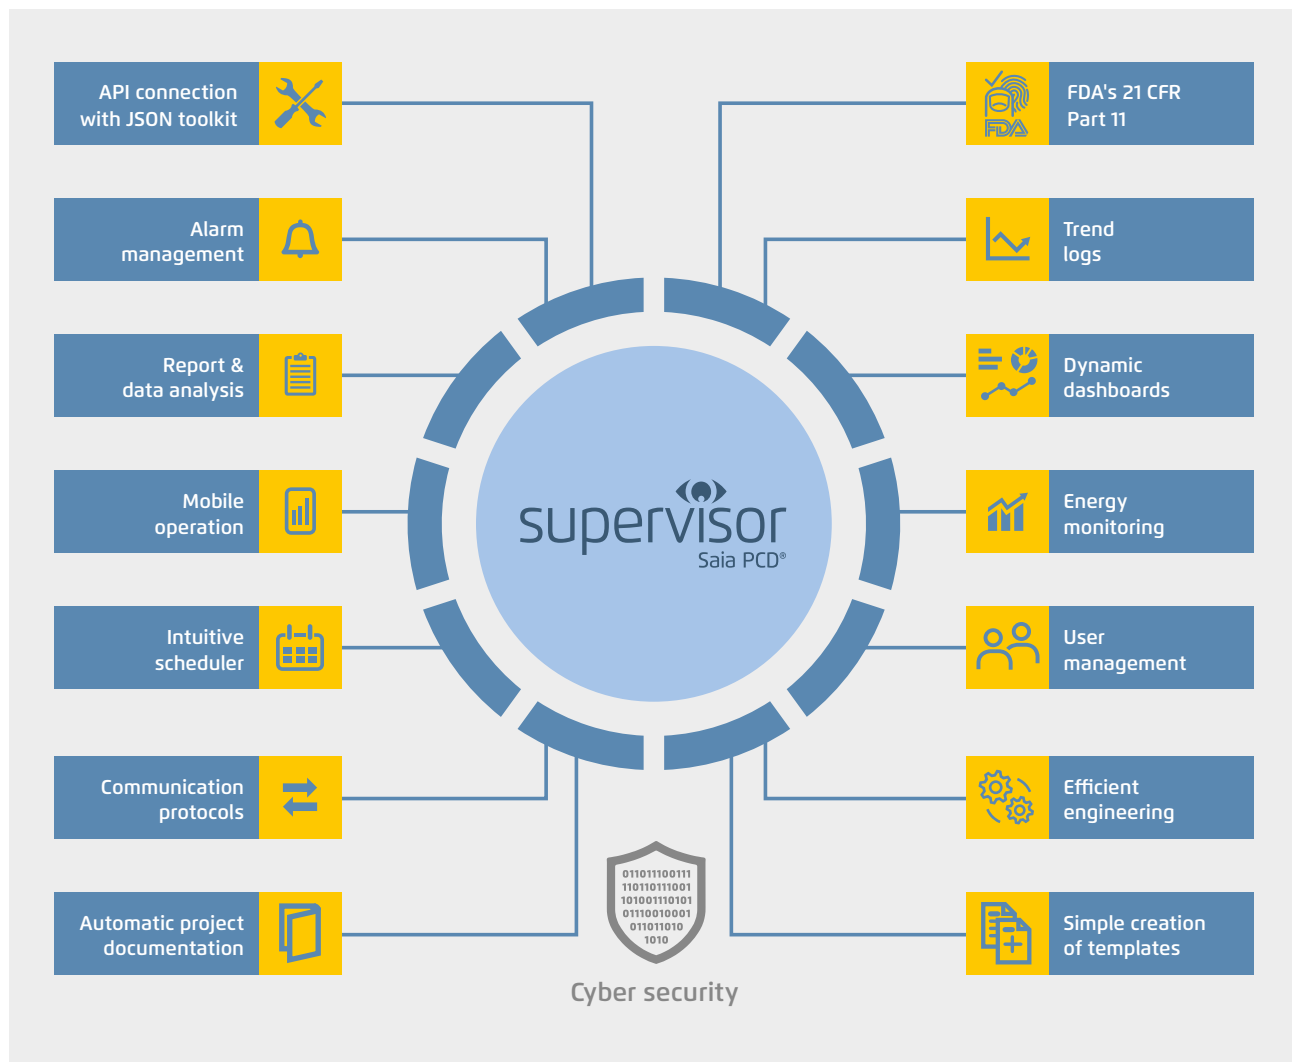 API connection
with JSON toolkit
Alarm
management
Report &
data analysis
Mobile
operation
Intuitive
scheduler
Communication
protocols
Automatic project
documentation
supervisor
Saia PCD®
011011100111
110110111001
101001110101
01110010001
011011010
1010
Cyber security
FDA
FDA's 21 CFR
Part 11
Trend
logs
Dynamic
dashboards
Energy
monitoring
User
management
Efficient
engineering
Simple creation
of templates